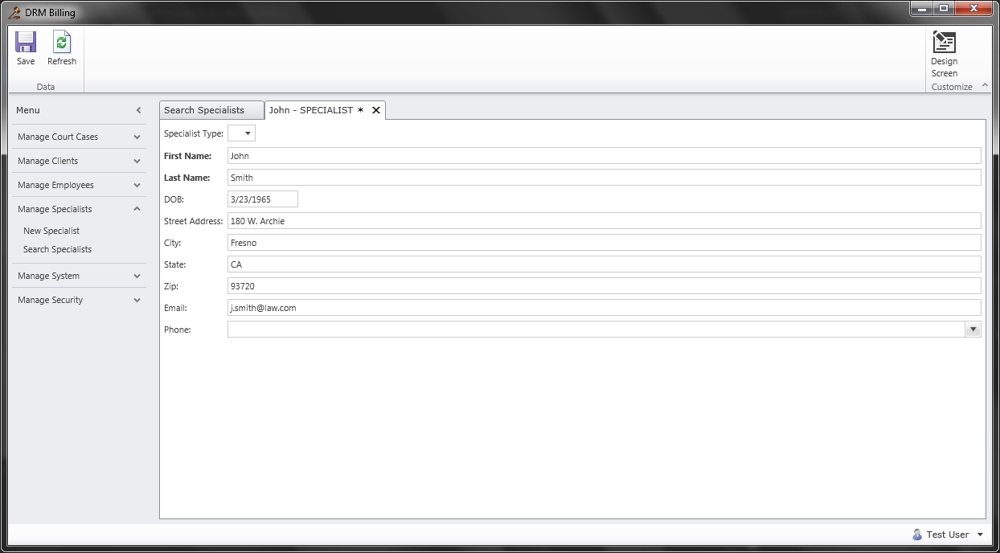 DRM Billing
Save
Refresh
Data
Design
Screen
Customize
Menu
Manage Court Cases
Manage Clients
Manage Employees
Manage Specialists
New Specialist
Search Specialists
Manage System
Manage Security
Search Specialists
John - SPECIALIST *
Specialist Type:
First Name: John
Last Name: Smith
DOB: 3/23/1965
Street Address: 180 W. Archie
City: Fresno
State: CA
Zip: 93720
Email: j.smith@law.com
Phone:
Test User